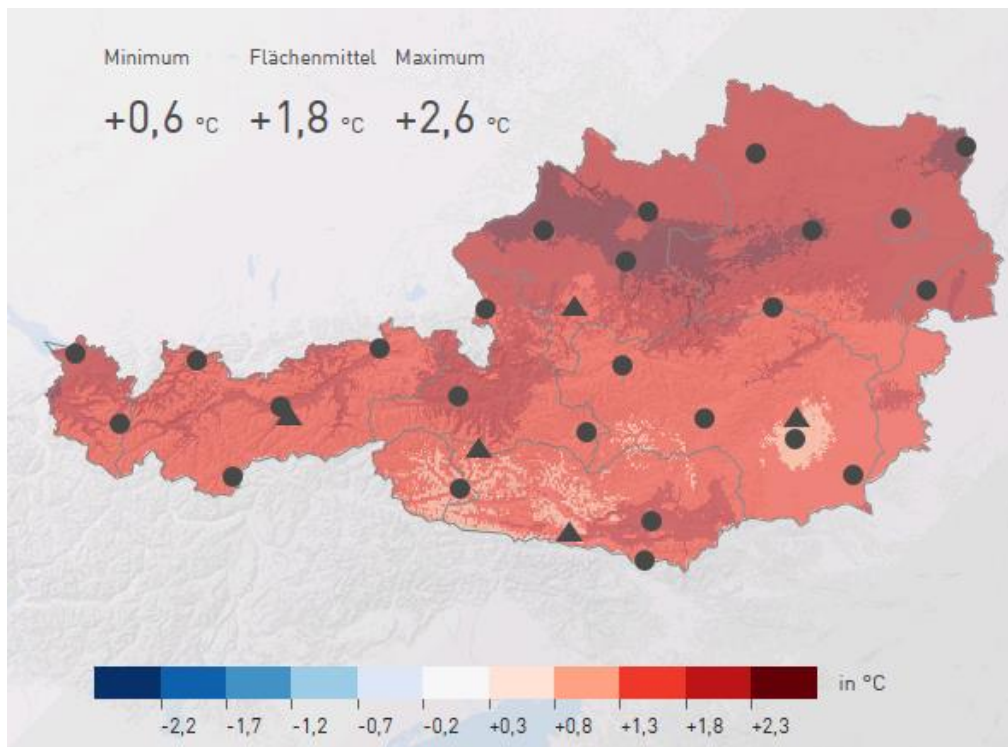 Minimum Flächenmittel Maximum
+0,6 °C +1,8 °C +2,6 °C
in °C
-2,2 -1,7 -1,2 -0,7 -0,2 +0,3 +0,8 +1,3 +1,8 +2,3